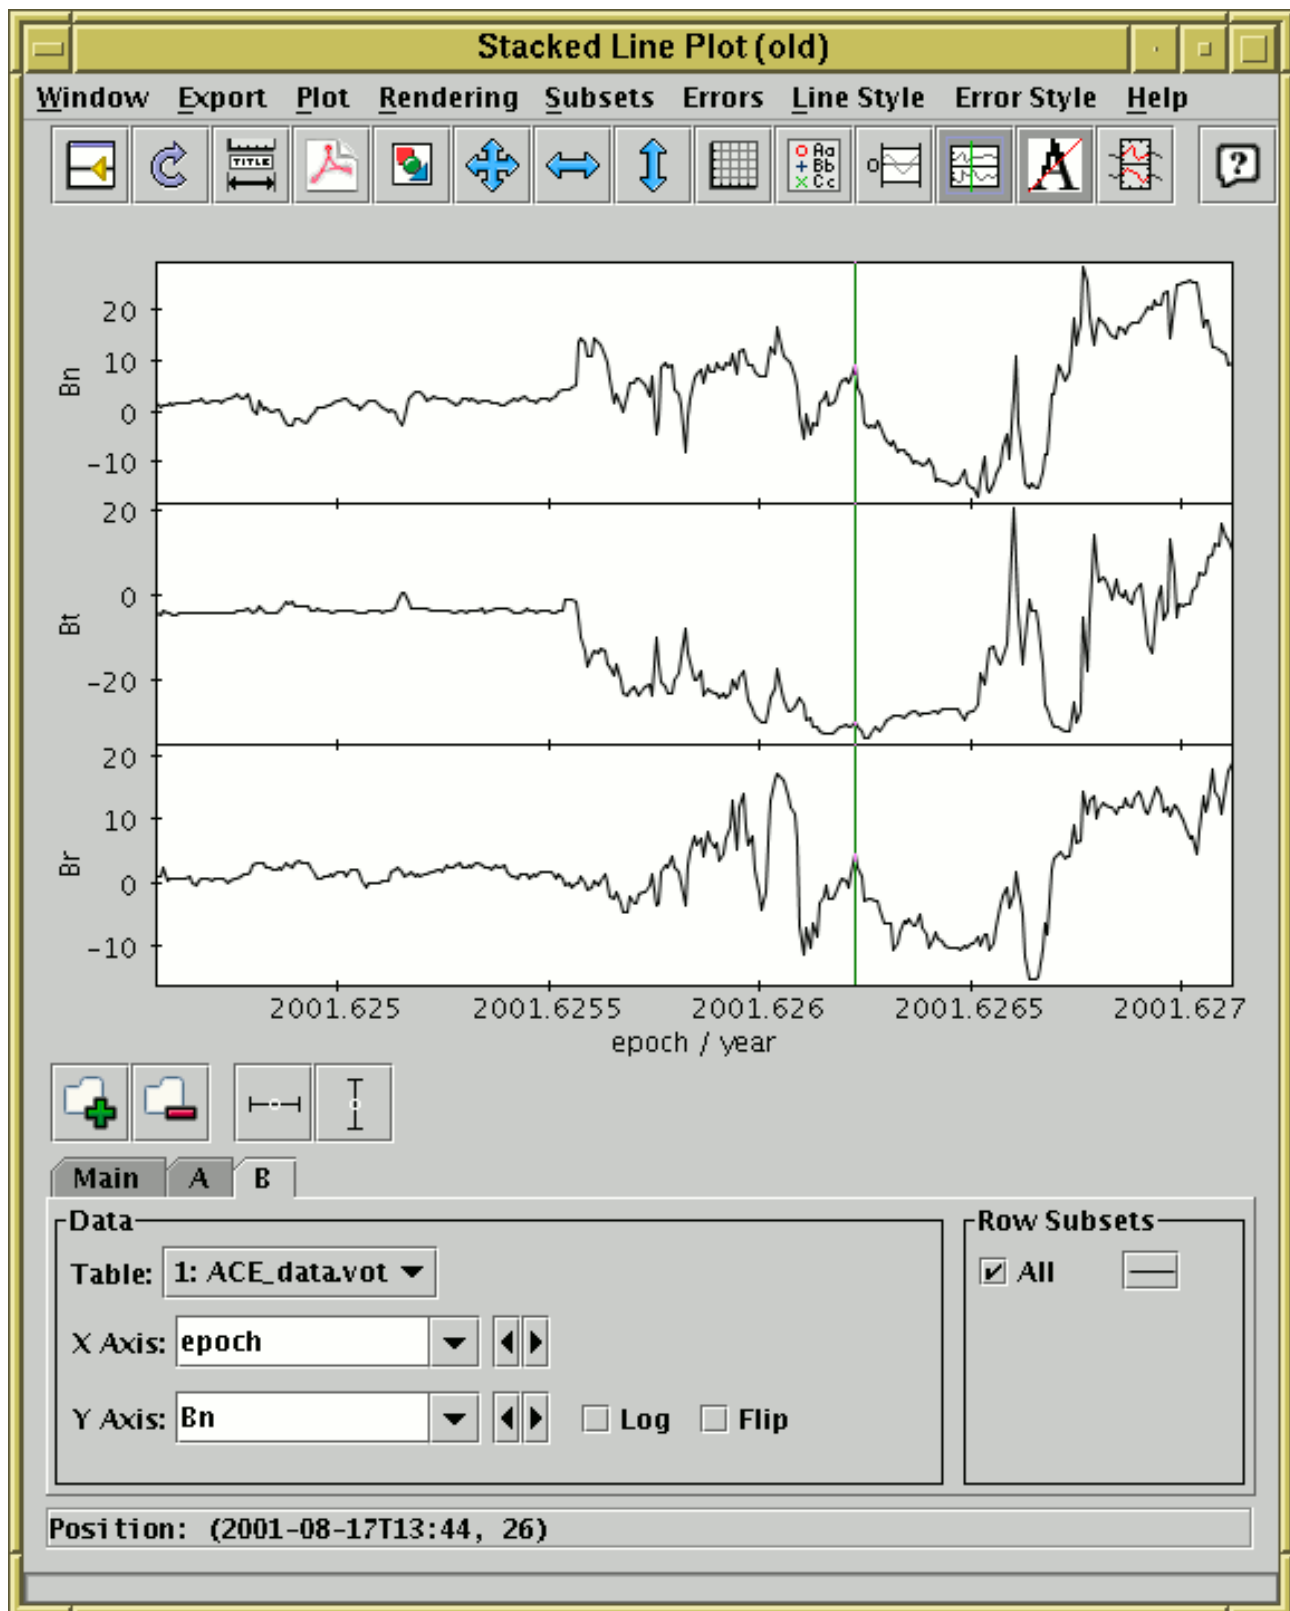 Stacked Line Plot (old)
Window Export Plot Rendering Subsets Errors Line Style Error Style Help
TITLE
Aa
Bb
Cc
?
20
10
0
-10
Bn
20
0
-20
Bt
20
10
0
-10
Br
2001.625 2001.6255 2001.626 2001.6265 2001.627
epoch / year
Main A B
Data
Table: 1: ACE_data.vot
X Axis: epoch
Y Axis: Bn Log Flip
Row Subsets
All
Position: (2001-08-17T13:44, 26)